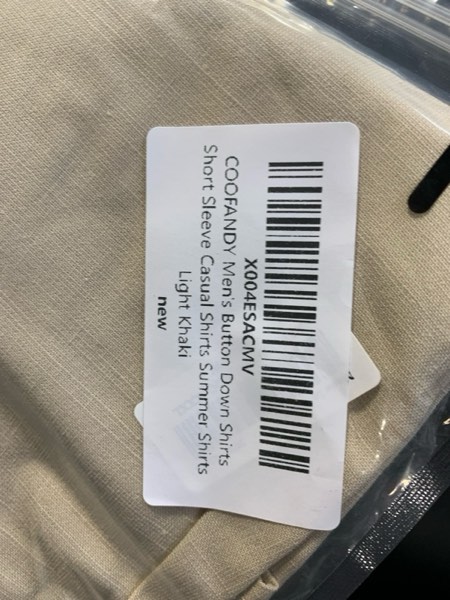 X004ESACMV
COOFANDY Men's Button Down Shirts
Short Sleeve Casual Shirts Summer Shirts
Light Khaki
new